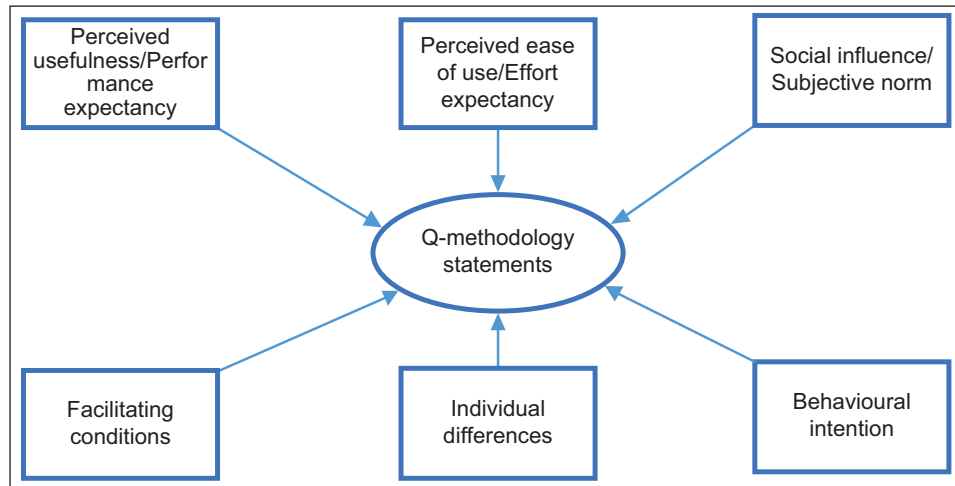 Perceived
usefulness/Perfor
mance
expectancy
Perceived ease
of use/Effort
expectancy
Social influence/
Subjective norm
Q-methodology
statements
Facilitating
conditions
Individual
differences
Behavioural
intention